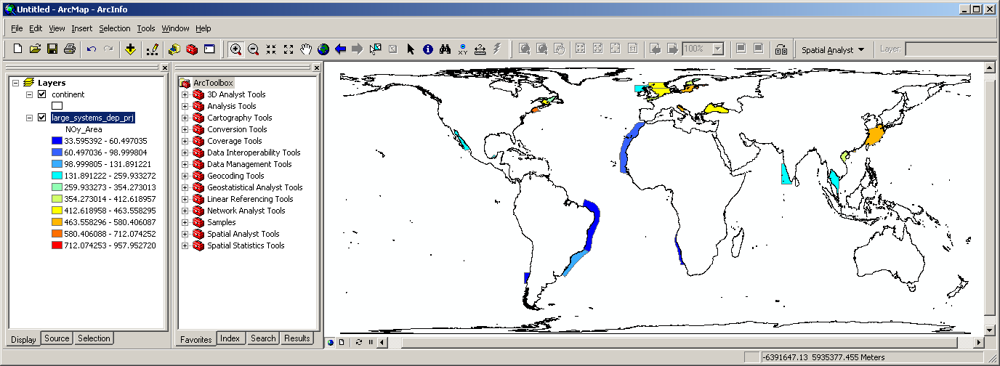 Untitled - ArcMap - ArcInfo
File Edit View Insert Selection Tools Window Help
100% Spatial Analyst Layer:
Layers
continent
large_systems_dep_prj
NOy_Area
33.595392 - 60.497035
60.497036 - 98.999804
98.999805 - 131.891221
131.891222 - 259.933272
259.933273 - 354.273013
354.273014 - 412.618957
412.618958 - 463.558295
463.558296 - 580.406087
580.406088 - 712.074252
712.074253 - 957.952720
Display Source Selection
ArcToolbox
3D Analyst Tools
Analysis Tools
Cartography Tools
Conversion Tools
Coverage Tools
Data Interoperability Tools
Data Management Tools
Geocoding Tools
Geostatistical Analyst Tools
Linear Referencing Tools
Network Analyst Tools
Samples
Spatial Analyst Tools
Spatial Statistics Tools
Favorites Index Search Results
-6391647.13 5935377.455 Meters